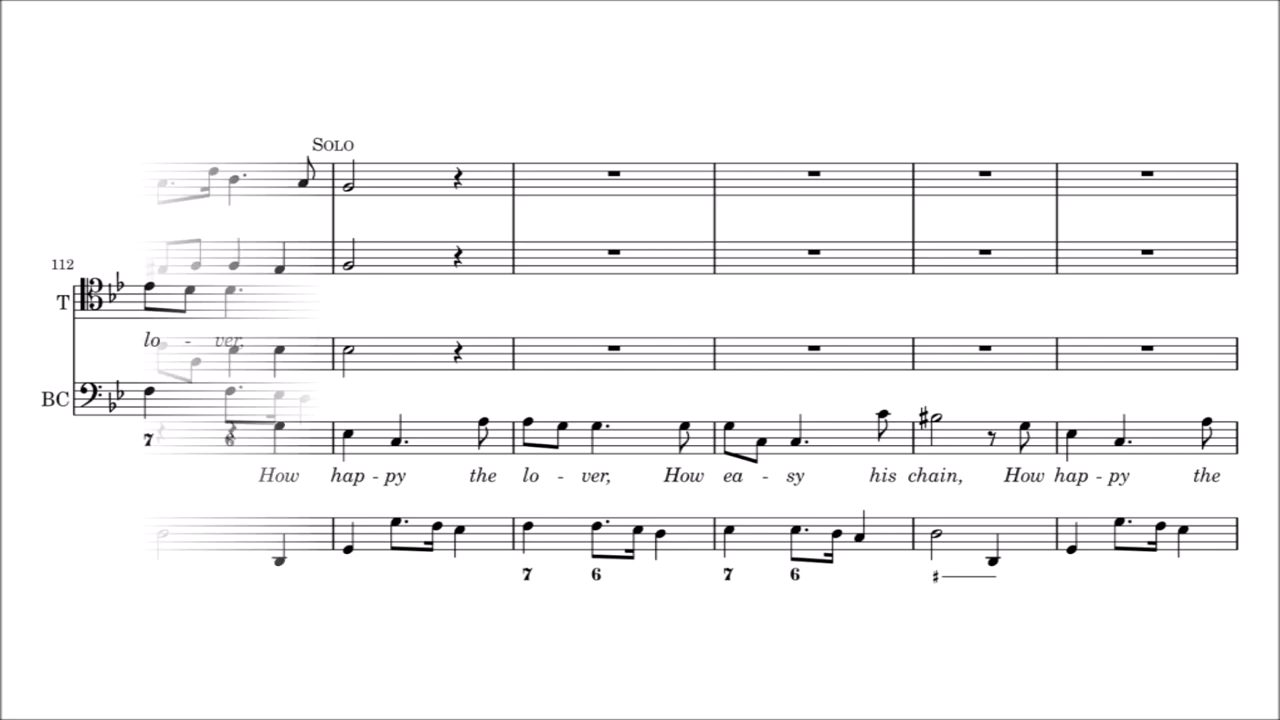 SOLO
112
T
lo - ver,
BC
7 6
How hap - py the lo - ver, How ea - sy his chain, How hap - py the
7 6 7 6 ♯